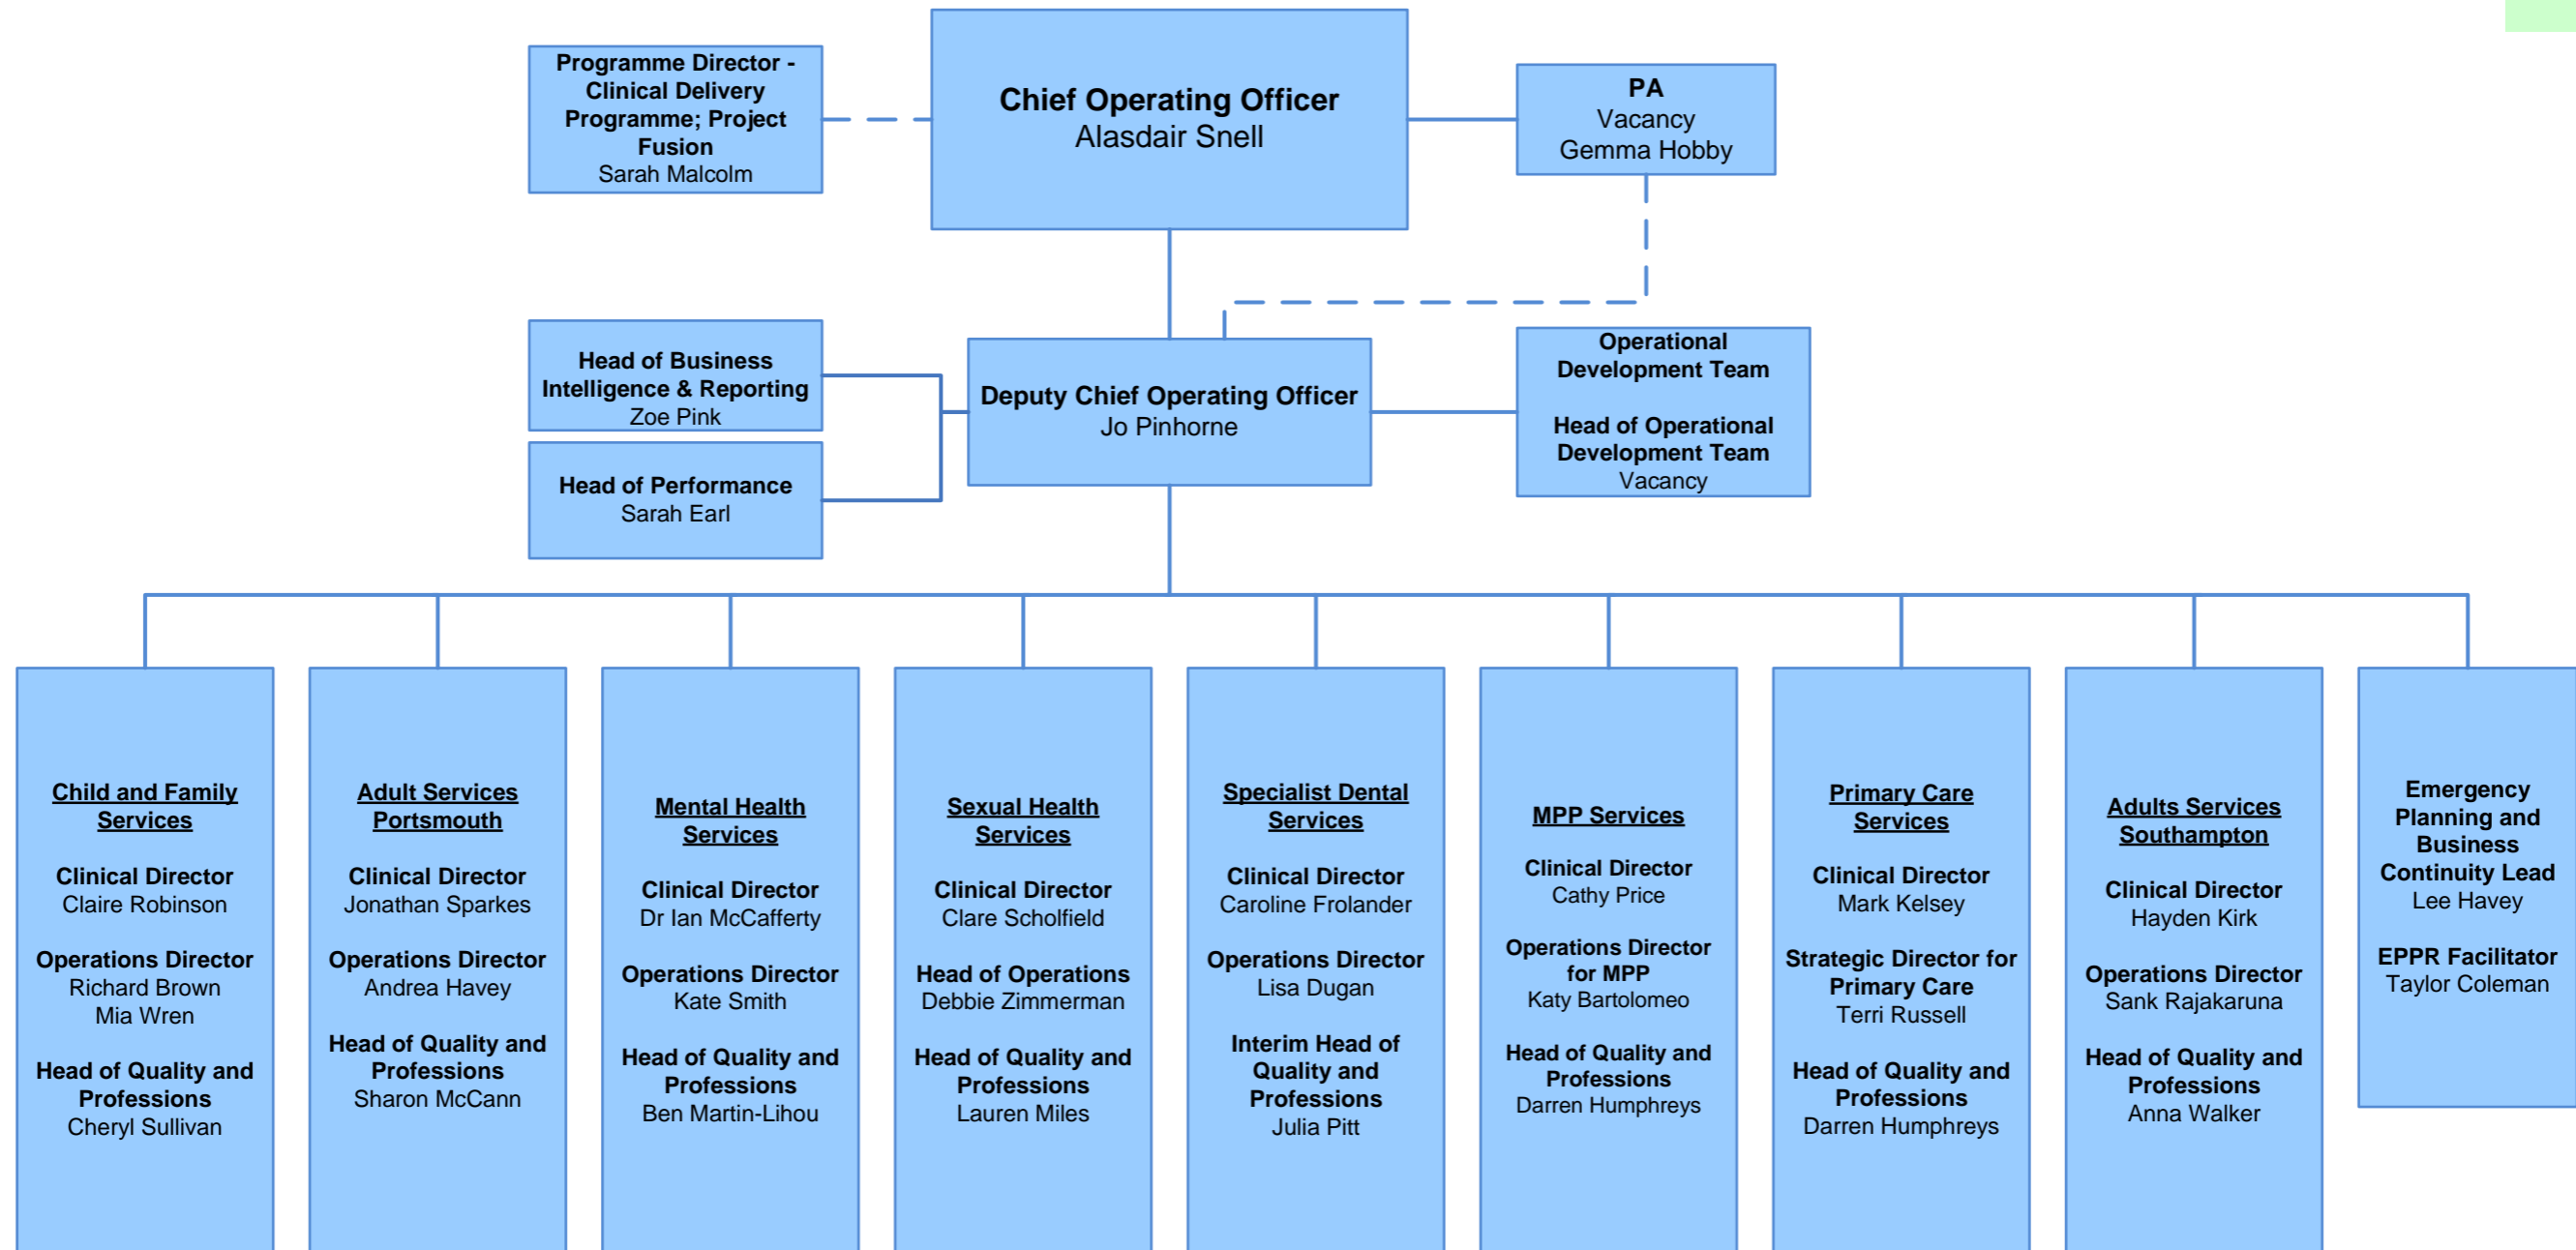 Programme Director -
Clinical Delivery
Programme; Project
Fusion
Sarah Malcolm
Chief Operating Officer
Alasdair Snell
PA
Vacancy
Gemma Hobby
Head of Business
Intelligence & Reporting
Zoe Pink
Head of Performance
Sarah Earl
Deputy Chief Operating Officer
Jo Pinhorne
Operational
Development Team
Head of Operational
Development Team
Vacancy
Child and Family
Services
Clinical Director
Claire Robinson
Operations Director
Richard Brown
Mia Wren
Head of Quality and
Professions
Cheryl Sullivan
Adult Services
Portsmouth
Clinical Director
Jonathan Sparkes
Operations Director
Andrea Havey
Head of Quality and
Professions
Sharon McCann
Mental Health
Services
Clinical Director
Dr Ian McCafferty
Operations Director
Kate Smith
Head of Quality and
Professions
Ben Martin-Lihou
Sexual Health
Services
Clinical Director
Clare Scholfield
Head of Operations
Debbie Zimmerman
Head of Quality and
Professions
Lauren Miles
Specialist Dental
Services
Clinical Director
Caroline Frolander
Operations Director
Lisa Dugan
Interim Head of
Quality and
Professions
Julia Pitt
MPP Services
Clinical Director
Cathy Price
Operations Director
for MPP
Katy Bartolomeo
Head of Quality and
Professions
Darren Humphreys
Primary Care
Services
Clinical Director
Mark Kelsey
Strategic Director for
Primary Care
Terri Russell
Head of Quality and
Professions
Darren Humphreys
Adults Services
Southampton
Clinical Director
Hayden Kirk
Operations Director
Sank Rajakaruna
Head of Quality and
Professions
Anna Walker
Emergency
Planning and
Business
Continuity Lead
Lee Havey
EPPR Facilitator
Taylor Coleman